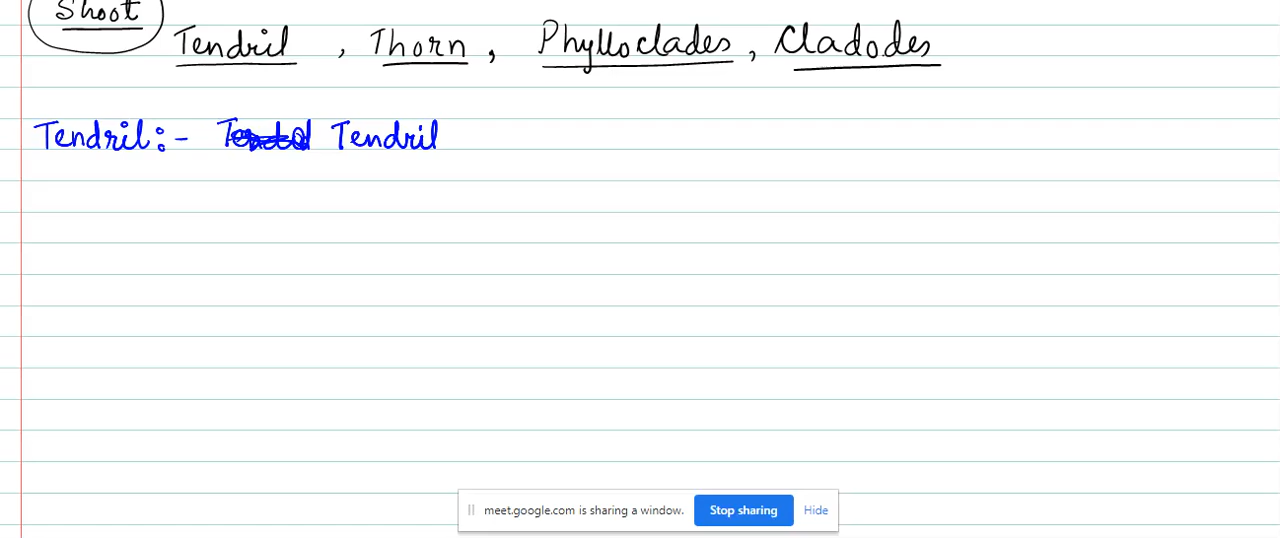 Shoot
Tendril , Thorn , Phylloclades , Cladodes
Tendril :- Tendril
meet.google.com is sharing a window. Stop sharing Hide